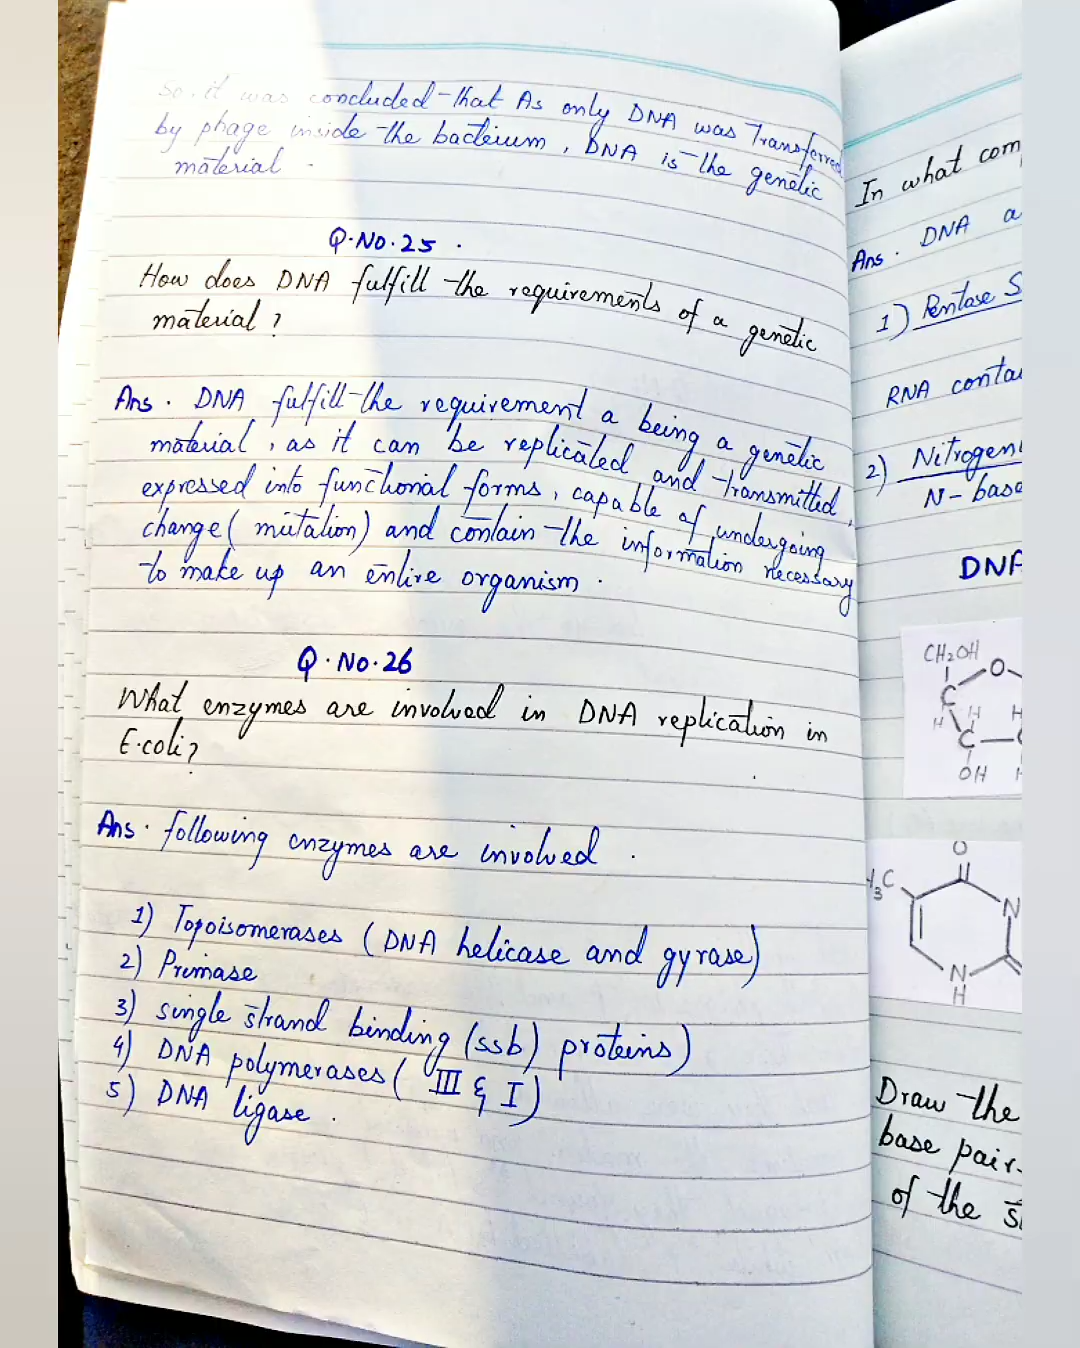 So, it was concluded that As only DNA was Transferred
by phage inside the bacteium, DNA is the genetic
material.
Q.No.25.
How does DNA fulfill the requirements of a genetic
material?
Ans. DNA fulfill the requirement a being a genetic
material, as it can be replicated and transmitted,
expressed into functional forms, capable of undergoing
change (mutation) and contain the information necessary
to make up an entire organism.
Q.No.26
What enzymes are involved in DNA replication in
E.coli?
Ans. following enzymes are involved.
1) Topoisomerases (DNA helicase and gyrase)
2) Primase
3) single strand binding (ssb) proteins)
4) DNA polymerases (III & I)
5) DNA ligase.
In what com
Ans. DNA a
1) Pentose S
RNA conta
2) Nitrogen
N-base
DNA
CH2OH
O
C
H
H
H
C
C
OH
H
O
H3C
N
N
H
Draw the
base pair-
of the s